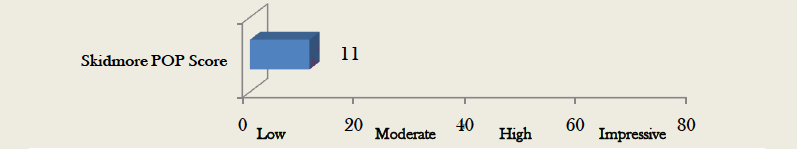 Skidmore POP Score 11
0 20 40 60 80
Low Moderate High Impressive